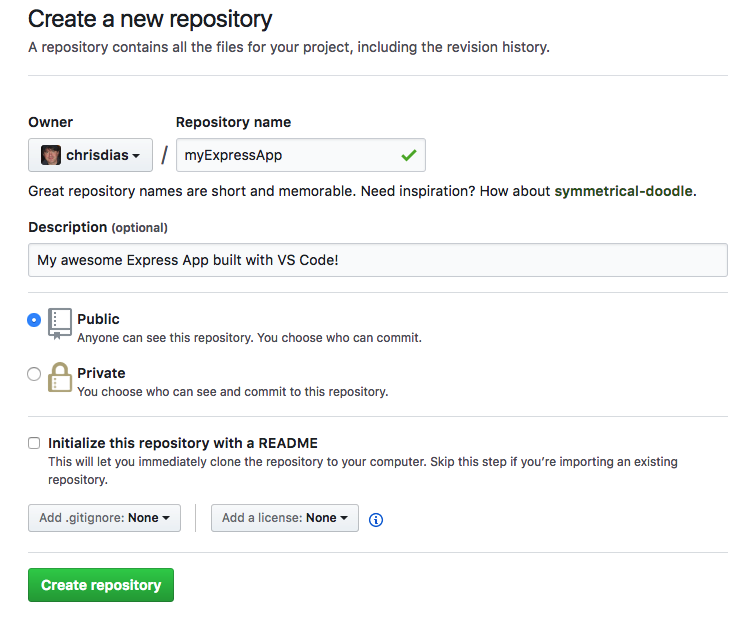 Create a new repository
A repository contains all the files for your project, including the revision history.
Owner
Repository name
chrisdias
/
myExpressApp
Great repository names are short and memorable. Need inspiration? How about symmetrical-doodle.
Description (optional)
My awesome Express App built with VS Code!
Public
Anyone can see this repository. You choose who can commit.
Private
You choose who can see and commit to this repository.
Initialize this repository with a README
This will let you immediately clone the repository to your computer. Skip this step if you’re importing an existing
repository.
Add .gitignore: None
Add a license: None
Create repository